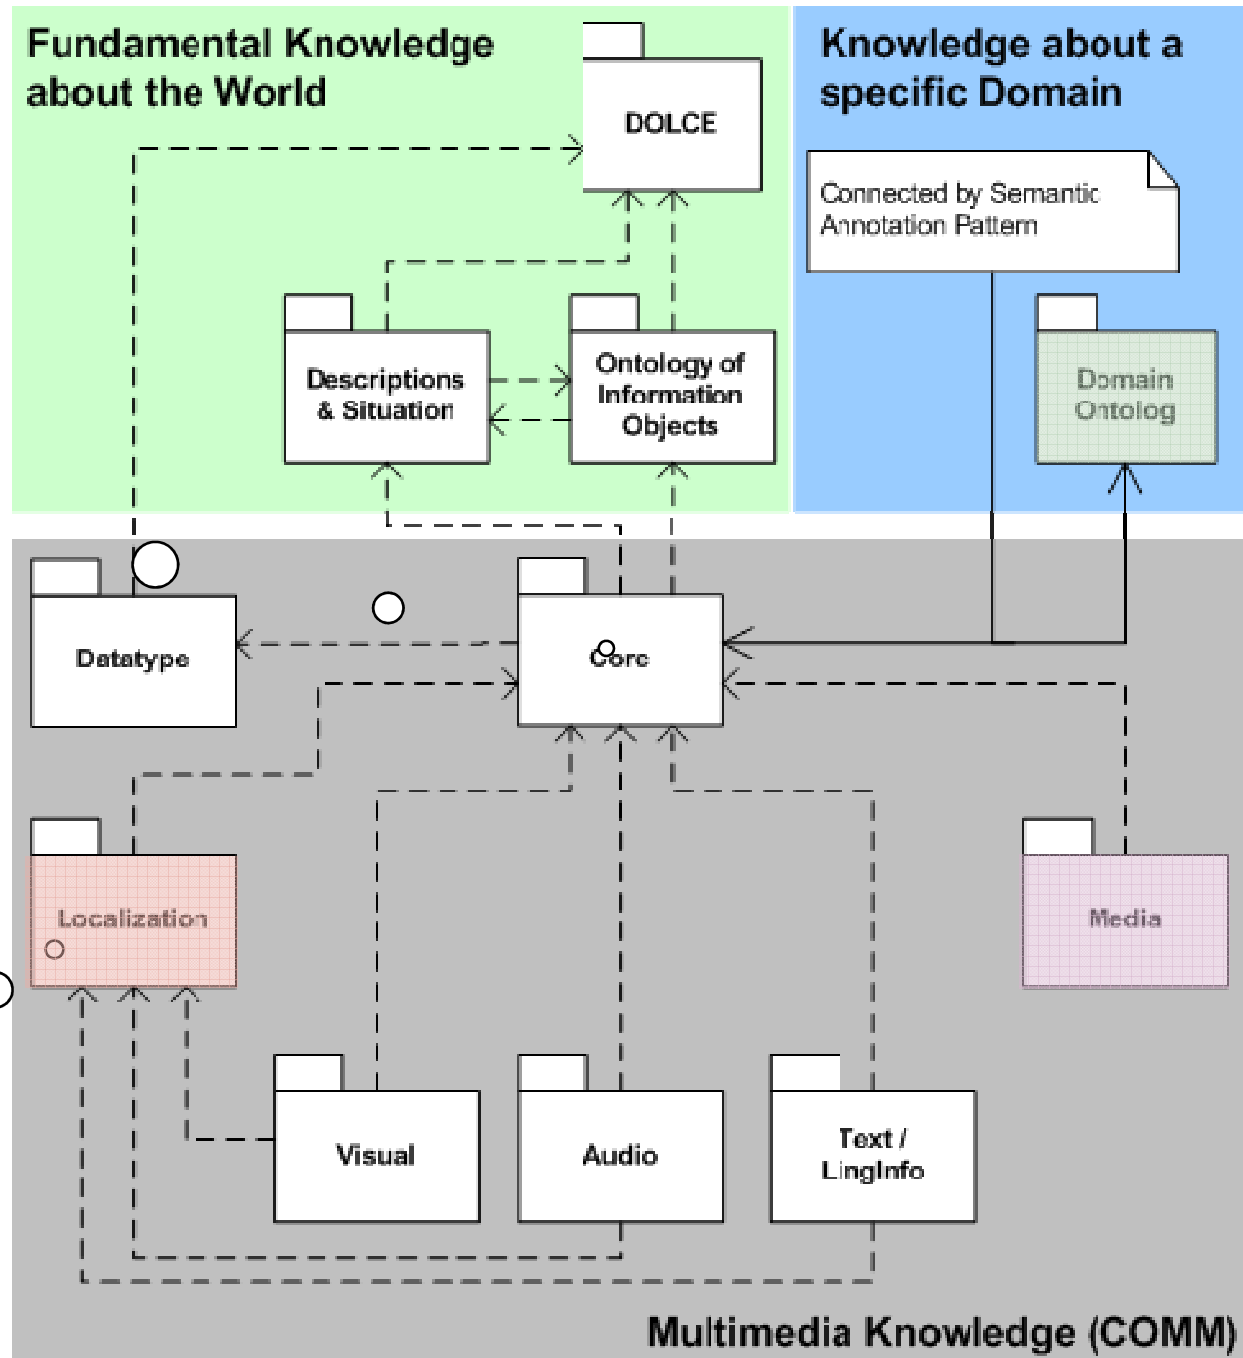 Fundamental Knowledge
about the World
Knowledge about a
specific Domain
DOLCE
Connected by Semantic
Annotation Pattern
Descriptions
& Situation
Ontology of
Information
Objects
Domain
Ontolog
Datatype
Core
Localization
Media
Visual
Audio
Text /
LingInfo
Multimedia Knowledge (COMM)